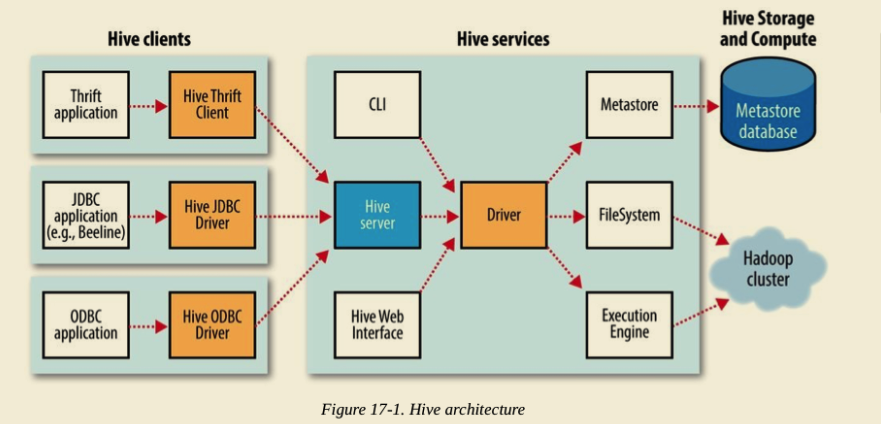 Hive clients
Hive services
Hive Storage
and Compute
Thrift
application
Hive Thrift
Client
CLI
Metastore
Metastore
database
JDBC
application
(e.g., Beeline)
Hive JDBC
Driver
Hive
server
Driver
FileSystem
Hadoop
cluster
ODBC
application
Hive ODBC
Driver
Hive Web
Interface
Execution
Engine
Figure 17-1. Hive architecture